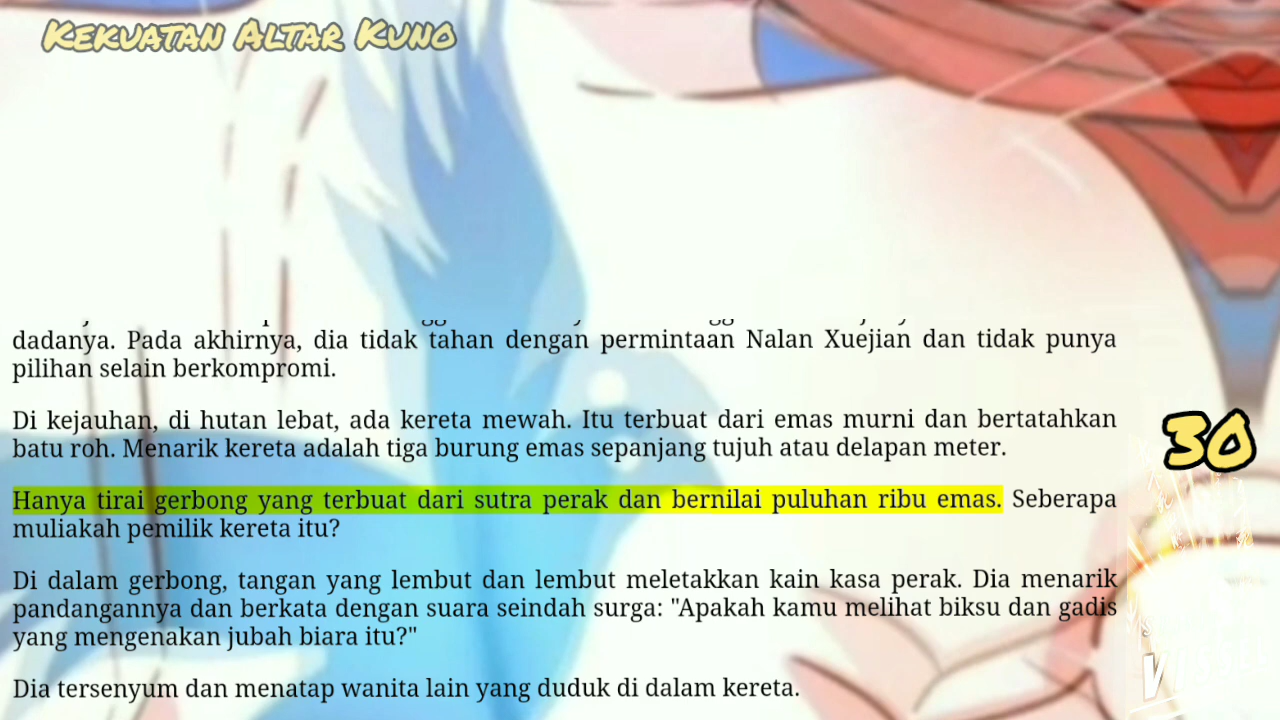 Kekuatan Altar Kuno
dadanya. Pada akhirnya, dia tidak tahan dengan permintaan Nalan Xuejian dan tidak punya
pilihan selain berkompromi.
Di kejauhan, di hutan lebat, ada kereta mewah. Itu terbuat dari emas murni dan bertatahkan
batu roh. Menarik kereta adalah tiga burung emas sepanjang tujuh atau delapan meter.
30
Hanya tirai gerbong yang terbuat dari sutra perak dan bernilai puluhan ribu emas. Seberapa
muliakah pemilik kereta itu?
Di dalam gerbong, tangan yang lembut dan lembut meletakkan kain kasa perak. Dia menarik
pandangannya dan berkata dengan suara seindah surga: "Apakah kamu melihat biksu dan gadis
yang mengenakan jubah biara itu?"
Dia tersenyum dan menatap wanita lain yang duduk di dalam kereta.